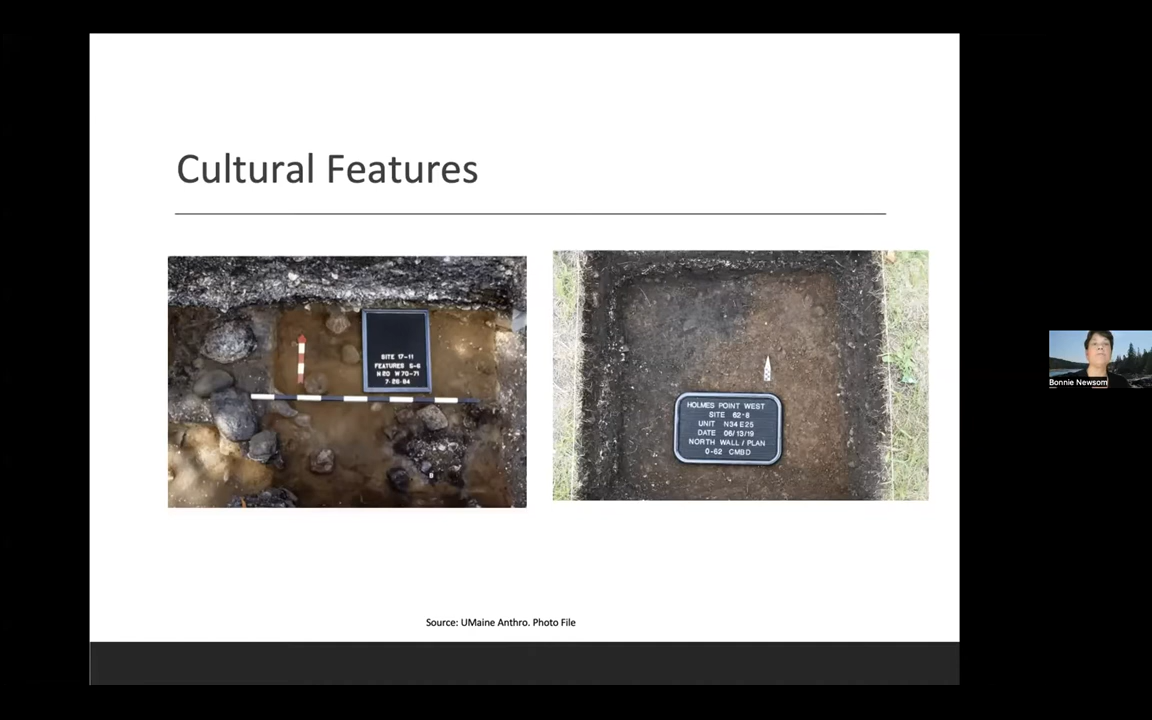 Cultural Features
SITE 17-11
FEATURES 5-6
N20 W70-71
7-26-84
HOLMES POINT WEST
SITE 62-8
UNIT N34E25
DATE 06/13/19
NORTH WALL / PLAN
0-62 CMBD
Source: UMaine Anthro. Photo File
Bonnie Newsom